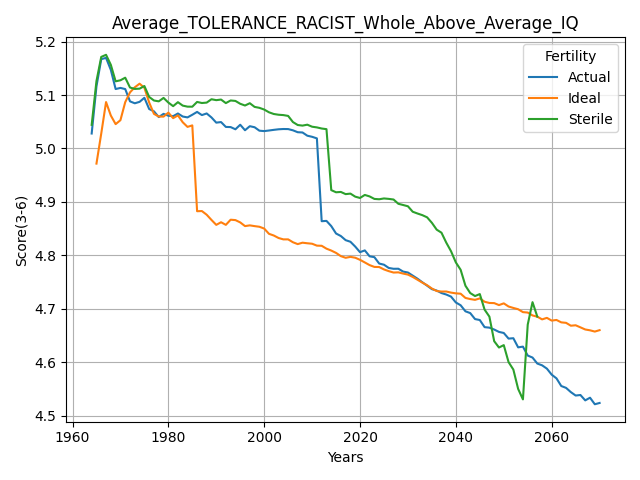 Average_TOLERANCE_RACIST_Whole_Above_Average_IQ
Fertility
Actual
Ideal
Sterile
Score(3-6)
5.2
5.1
5.0
4.9
4.8
4.7
4.6
4.5
1960 1980 2000 2020 2040 2060
Years